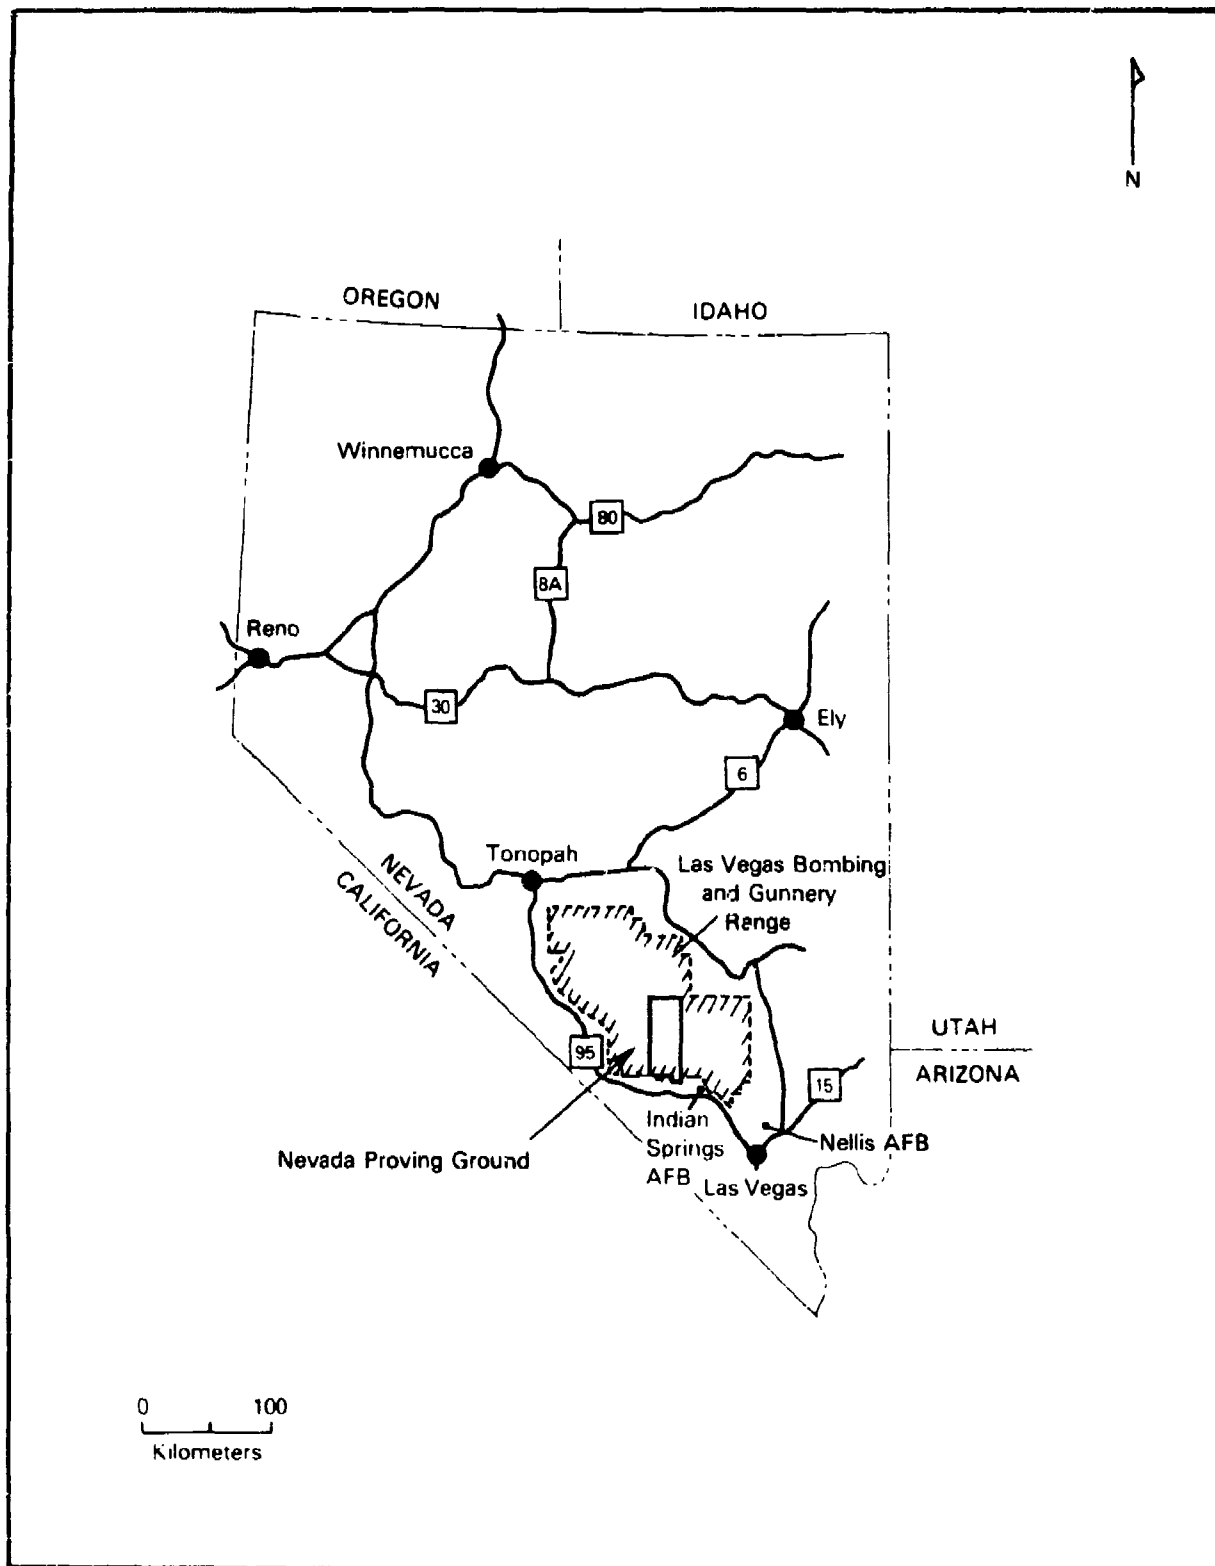 N
OREGON
IDAHO
Winnemucca
80
8A
Reno
30
Ely
6
Tonopah
NEVADA
CALIFORNIA
Las Vegas Bombing
and Gunnery
Range
UTAH
ARIZONA
95
15
Indian
Springs
AFB
Nellis AFB
Nevada Proving Ground
Las Vegas
0 100
Kilometers